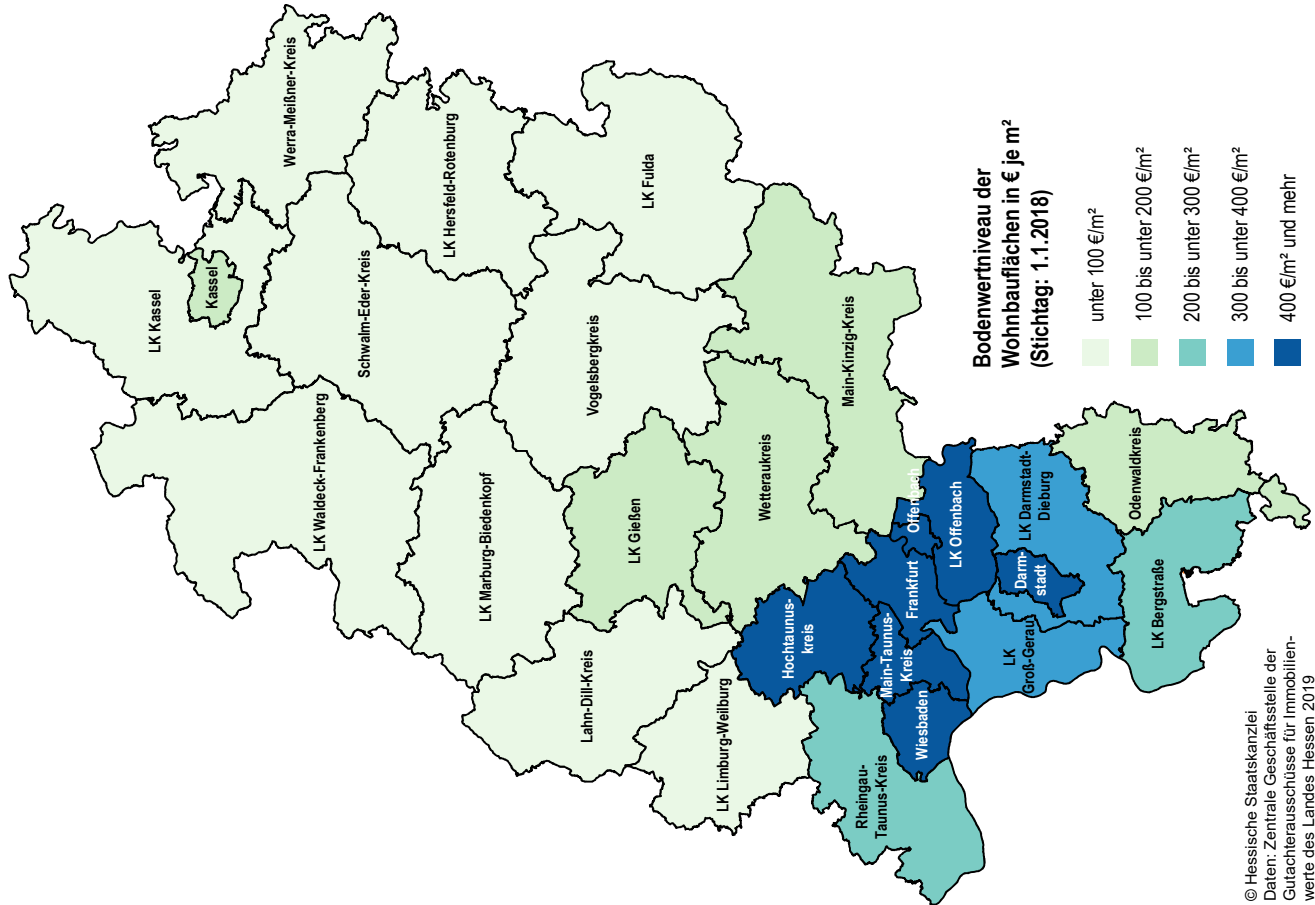 LK Kassel
Kassel
Werra-Meißner-Kreis
LK Waldeck-Frankenberg
Schwalm-Eder-Kreis
LK Hersfeld-Rotenburg
LK Marburg-Biedenkopf
LK Fulda
Vogelsbergkreis
Lahn-Dill-Kreis
LK Gießen
LK Limburg-Weilburg
Wetteraukreis
Main-Kinzig-Kreis
Hochtaunus-
kreis
Rheingau-
Taunus-Kreis
Main-Taunus-
Kreis
Wiesbaden
Frankfurt
Offenbach
LK Offenbach
LK
Groß-Gerau
Darm-
stadt
LK Darmstadt-
Dieburg
LK Bergstraße
Odenwaldkreis
Bodenwertniveau der
Wohnbauflächen in € je m²
(Stichtag: 1.1.2018)
unter 100 €/m²
100 bis unter 200 €/m²
200 bis unter 300 €/m²
300 bis unter 400 €/m²
400 €/m² und mehr
© Hessische Staatskanzlei
Daten: Zentrale Geschäftsstelle der
Gutachterausschüsse für Immobilien-
werte des Landes Hessen 2019